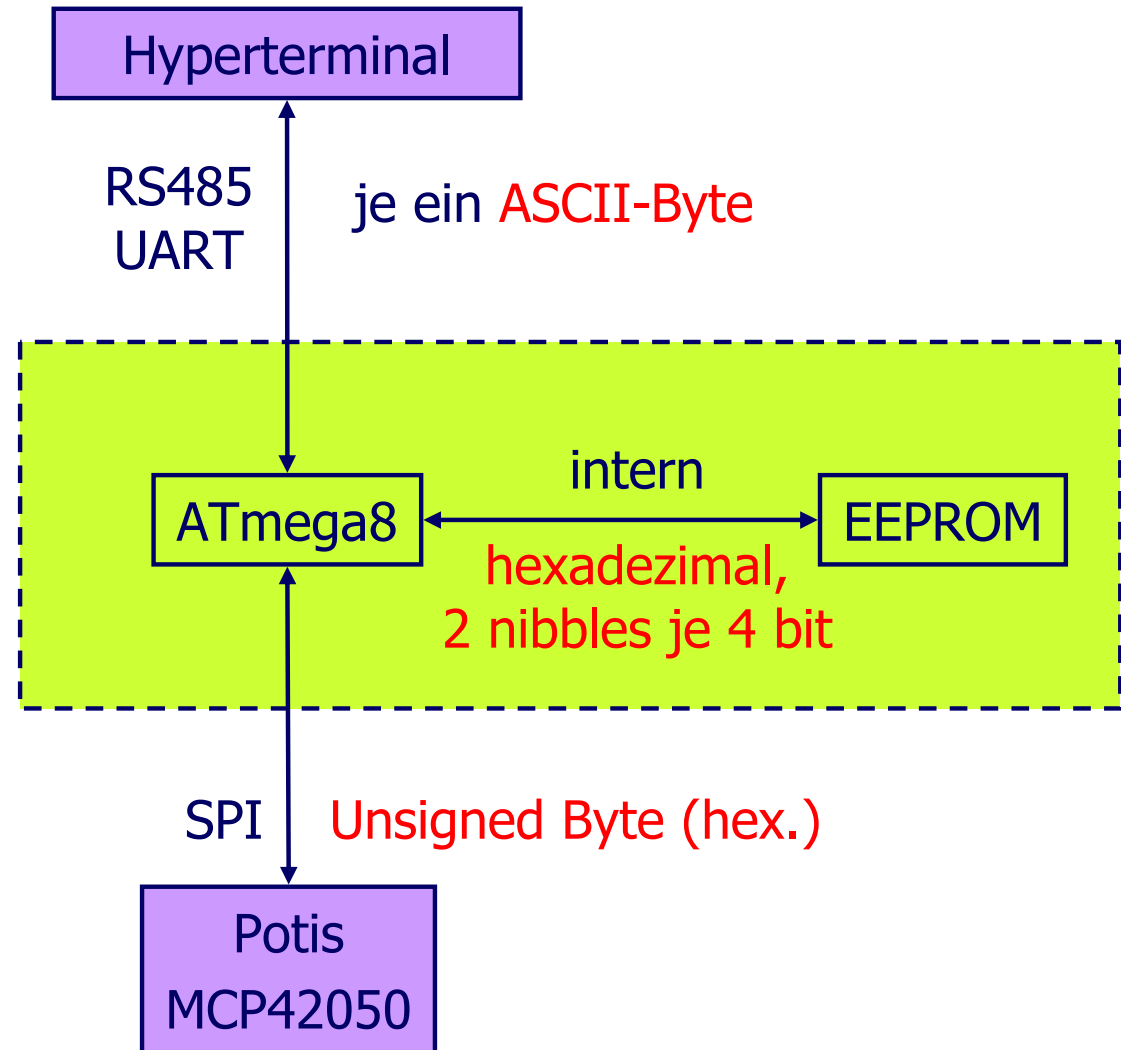 Hyperterminal
RS485
UART
je ein ASCII-Byte
intern
ATmega8
EEPROM
hexadezimal,
2 nibbles je 4 bit
SPI
Unsigned Byte (hex.)
Potis
MCP42050